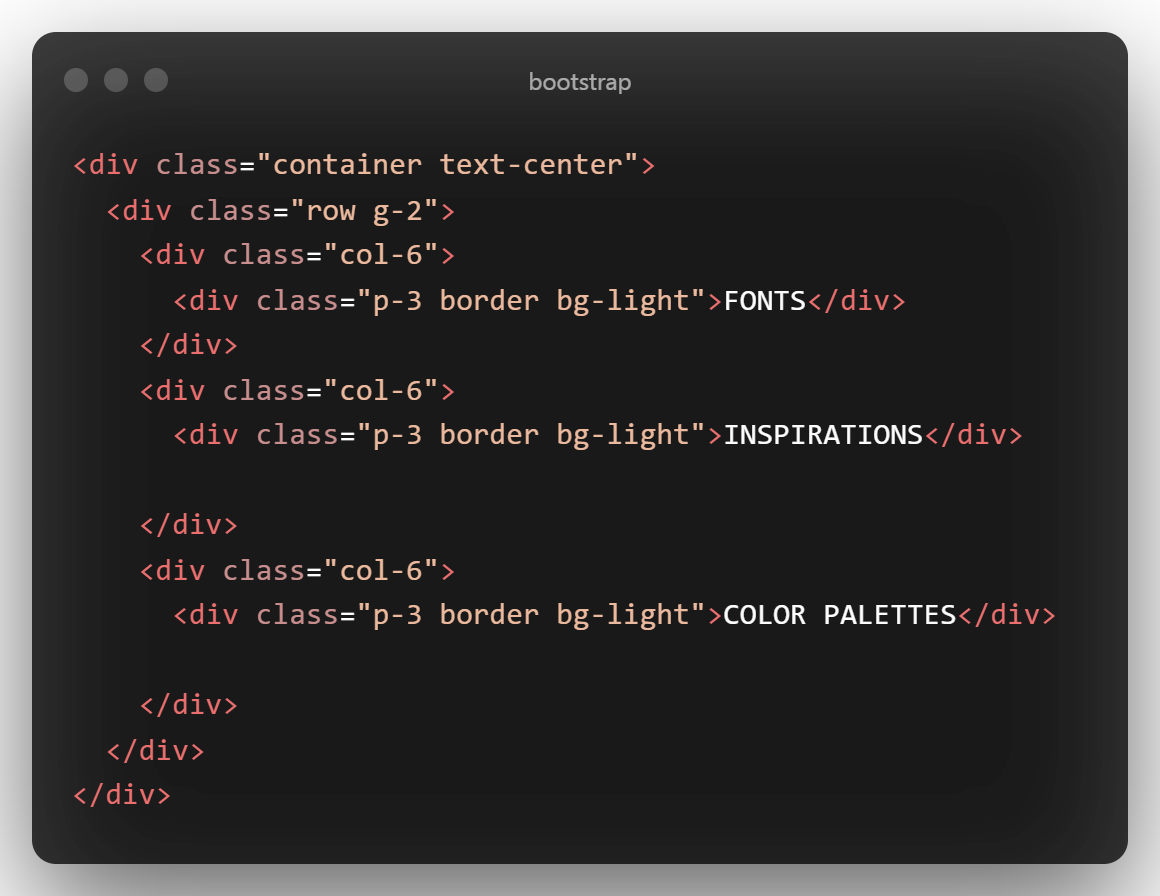 bootstrap
<div class="container text-center">
  <div class="row g-2">
    <div class="col-6">
      <div class="p-3 border bg-light">FONTS</div>
    </div>
    <div class="col-6">
      <div class="p-3 border bg-light">INSPIRATIONS</div>

    </div>
    <div class="col-6">
      <div class="p-3 border bg-light">COLOR PALETTES</div>

    </div>
  </div>
</div>